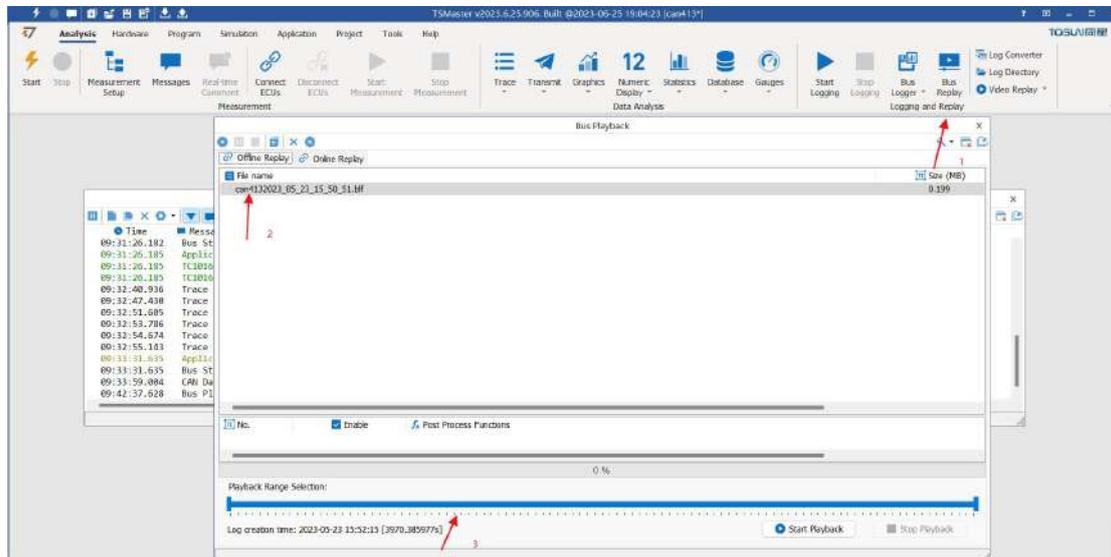 TSMaster v2023.6.25.906. Built @2023-06-25 19:04:23 [can413*]
Analysis Hardware Program Simulation Application Project Tools Help
TOSUN同星
Start Stop Measurement Setup Messages Real-time Comment Connect ECUs Disconnect ECUs Start Measurement Stop Measurement Trace Transmit Graphics 12 Numeric Display Statistics Database Gauges Start Logging Stop Logging Bus Logger Bus Replay
Log Converter
Log Directory
Video Replay
Measurement Data Analysis Logging and Replay
Bus Playback
Offline Replay Online Replay
1
File name Size (MB)
can4132023_05_23_15_50_51.blf 0.199
2
Time Messa
09:31:26.182 Bus St
09:31:26.185 Applic
09:31:26.185 TC1016
09:31:26.185 TC1016
09:32:40.936 Trace
09:32:47.430 Trace
09:32:51.605 Trace
09:32:53.786 Trace
09:32:54.674 Trace
09:32:55.103 Trace
09:33:31.635 Applic
09:33:31.635 Bus St
09:33:59.004 CAN Da
09:42:37.628 Bus Pl
No. Enable Post Process Functions
0 %
Playback Range Selection:
Log creation time: 2023-05-23 15:52:15 [3970.385977s]
Start Playback Stop Playback
3